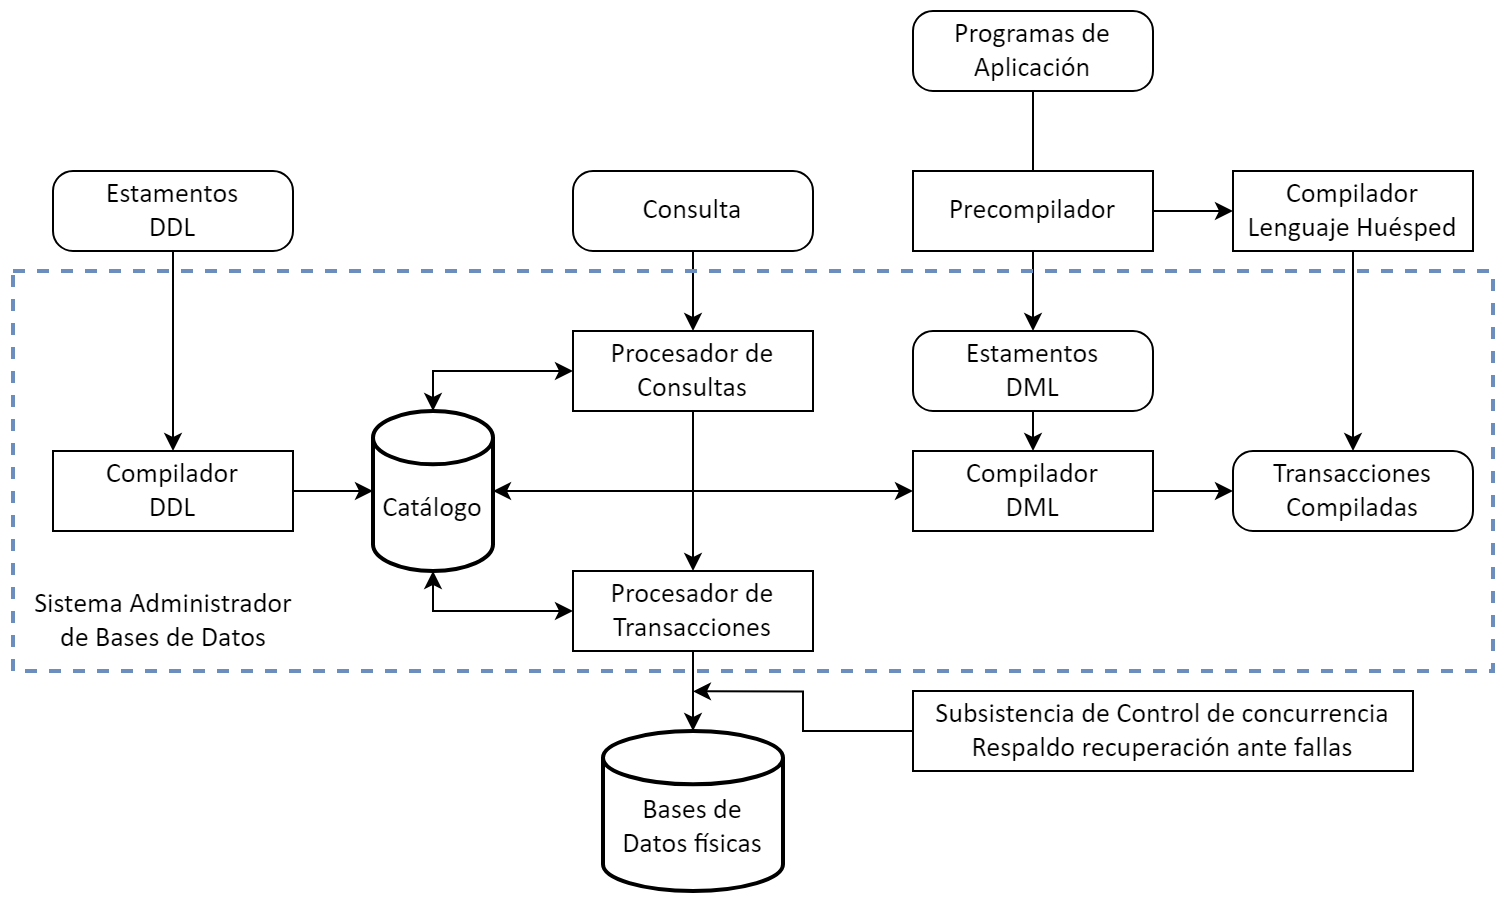 Programas de
Aplicación
Estamentos
DDL
Consulta
Precompilador
Compilador
Lenguaje Huésped
Procesador de
Consultas
Estamentos
DML
Compilador
DDL
Catálogo
Compilador
DML
Transacciones
Compiladas
Sistema Administrador
de Bases de Datos
Procesador de
Transacciones
Subsistencia de Control de concurrencia
Respaldo recuperación ante fallas
Bases de
Datos físicas